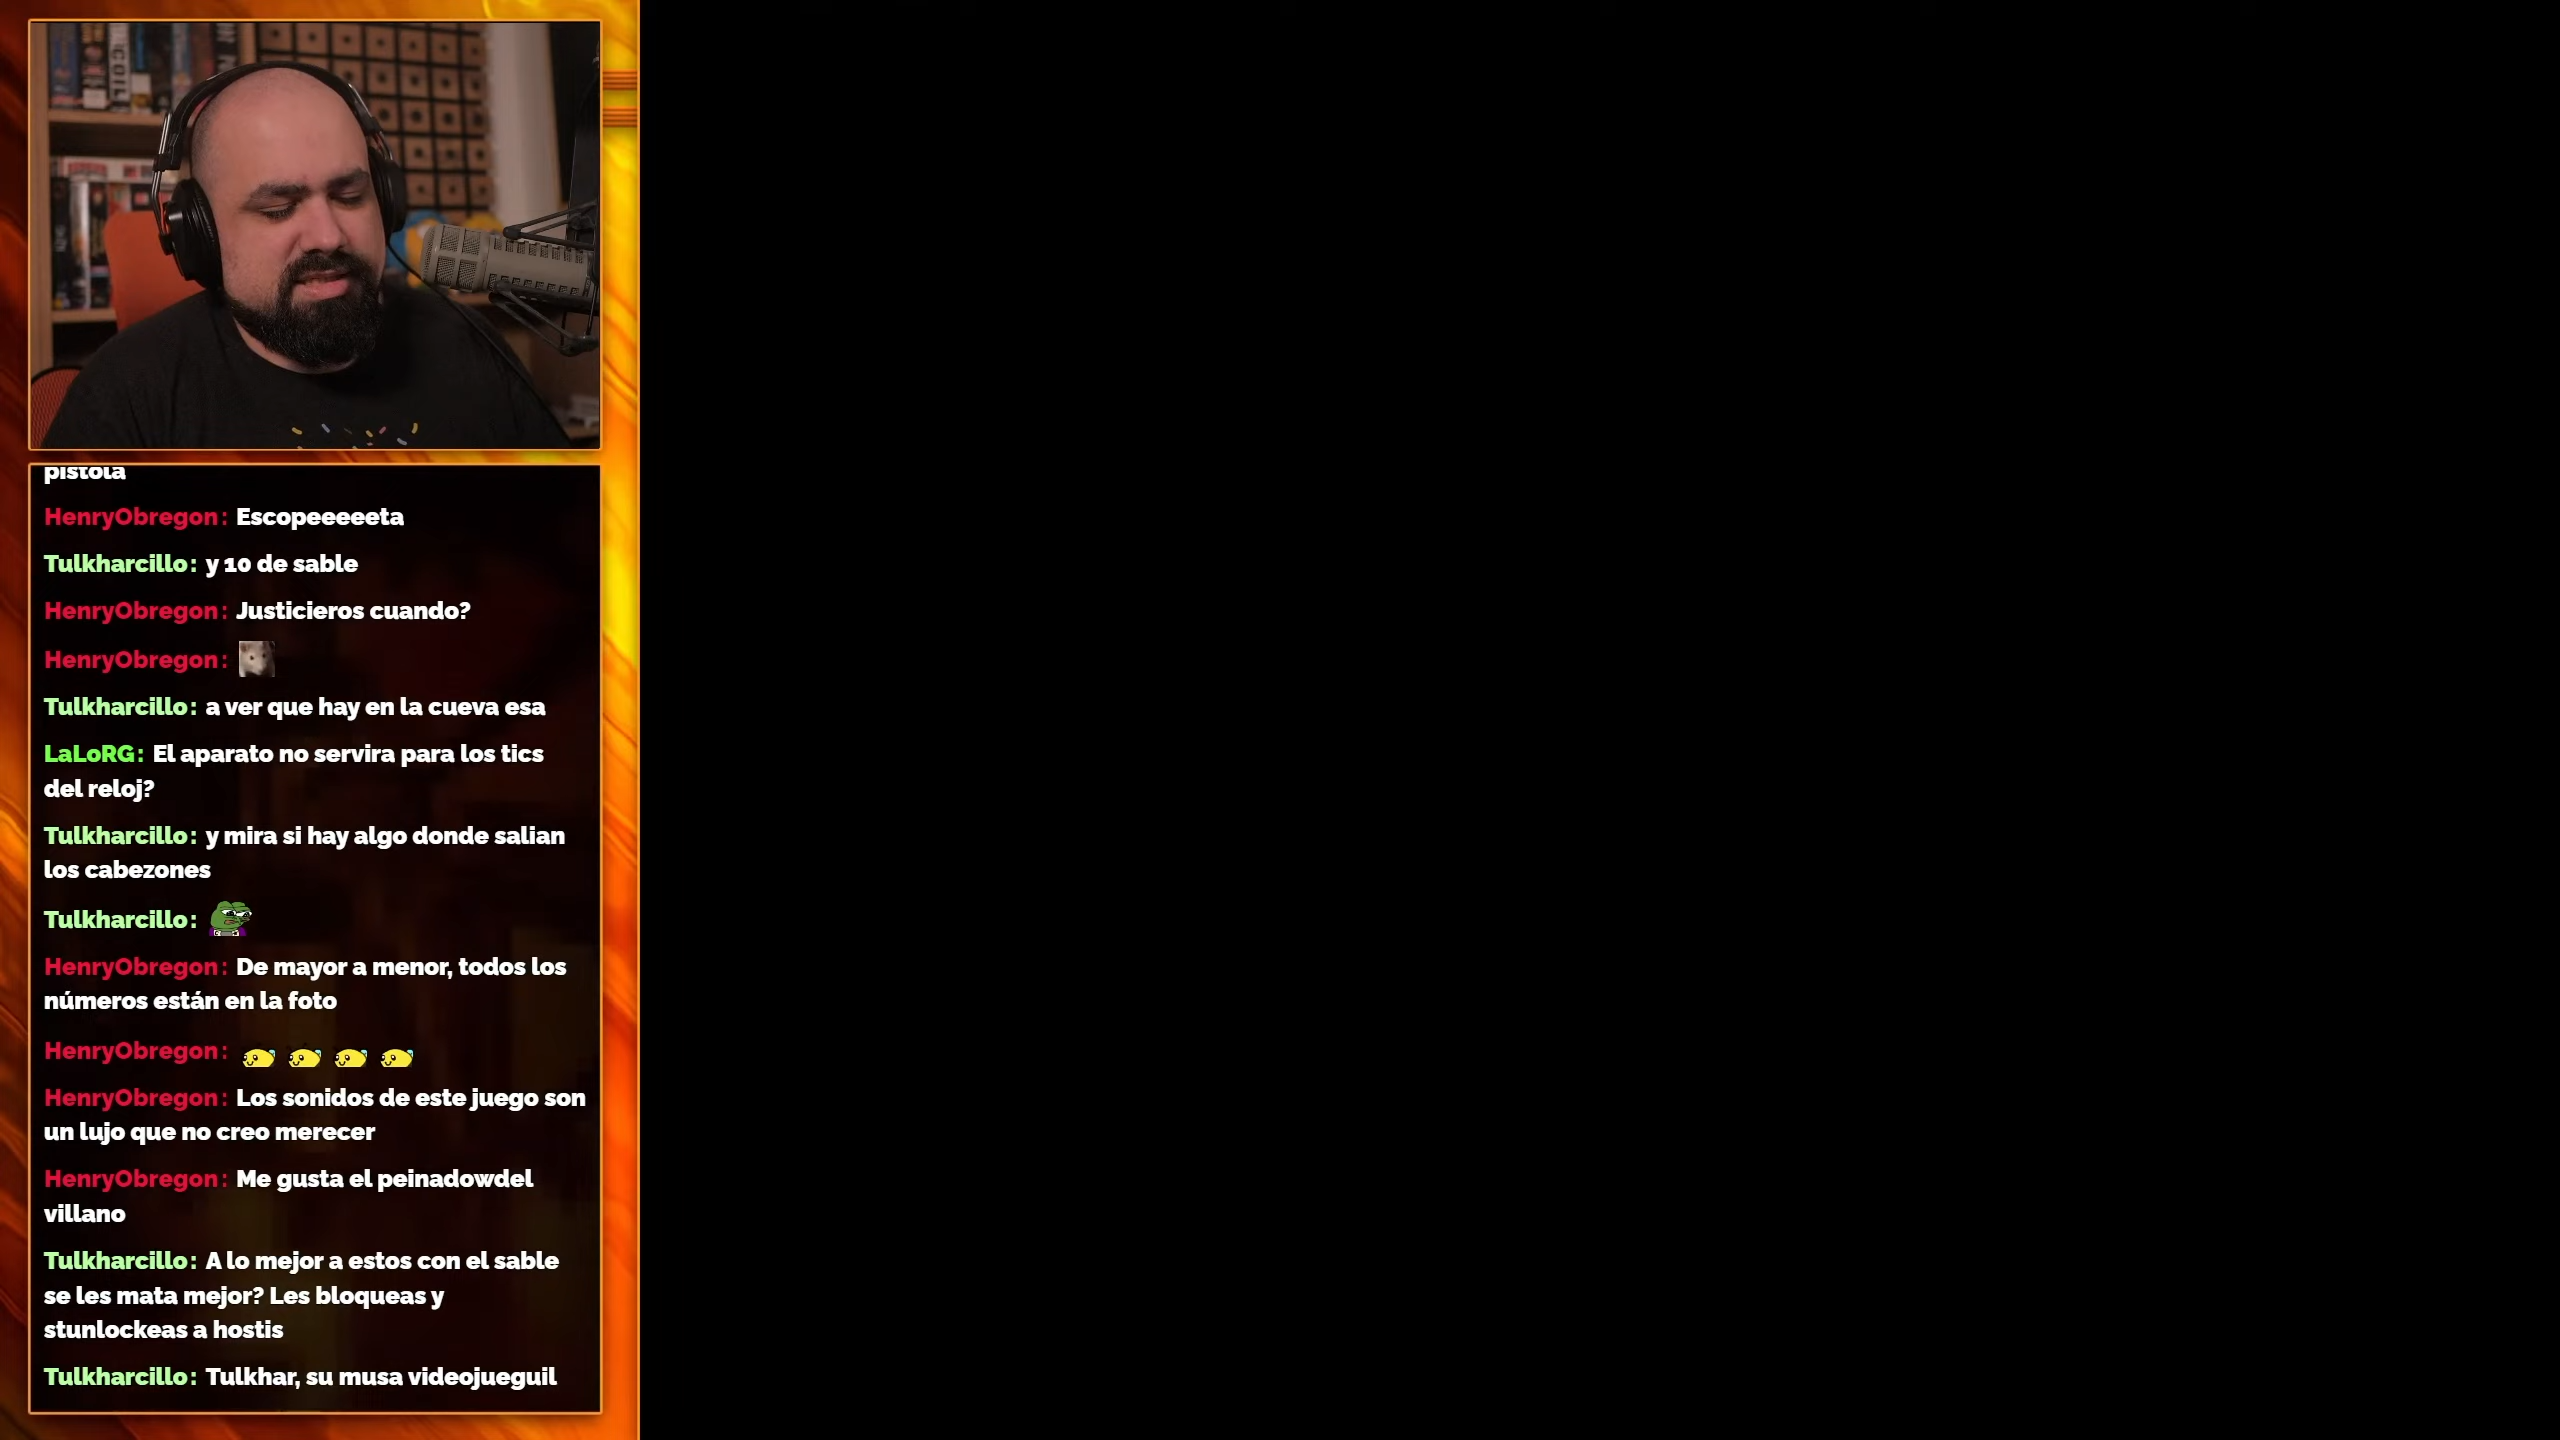 COIL
pistola
HenryObregon: Escopeeeeeta
Tulkharcillo: y 10 de sable
HenryObregon: Justicieros cuando?
HenryObregon:
Tulkharcillo: a ver que hay en la cueva esa
LaLoRG: El aparato no servira para los tics
del reloj?
Tulkharcillo: y mira si hay algo donde salian
los cabezones
Tulkharcillo:
HenryObregon: De mayor a menor, todos los
números están en la foto
HenryObregon:
HenryObregon: Los sonidos de este juego son
un lujo que no creo merecer
HenryObregon: Me gusta el peinadowdel
villano
Tulkharcillo: A lo mejor a estos con el sable
se les mata mejor? Les bloqueas y
stunlockeas a hostis
Tulkharcillo: Tulkhar, su musa videojueguil